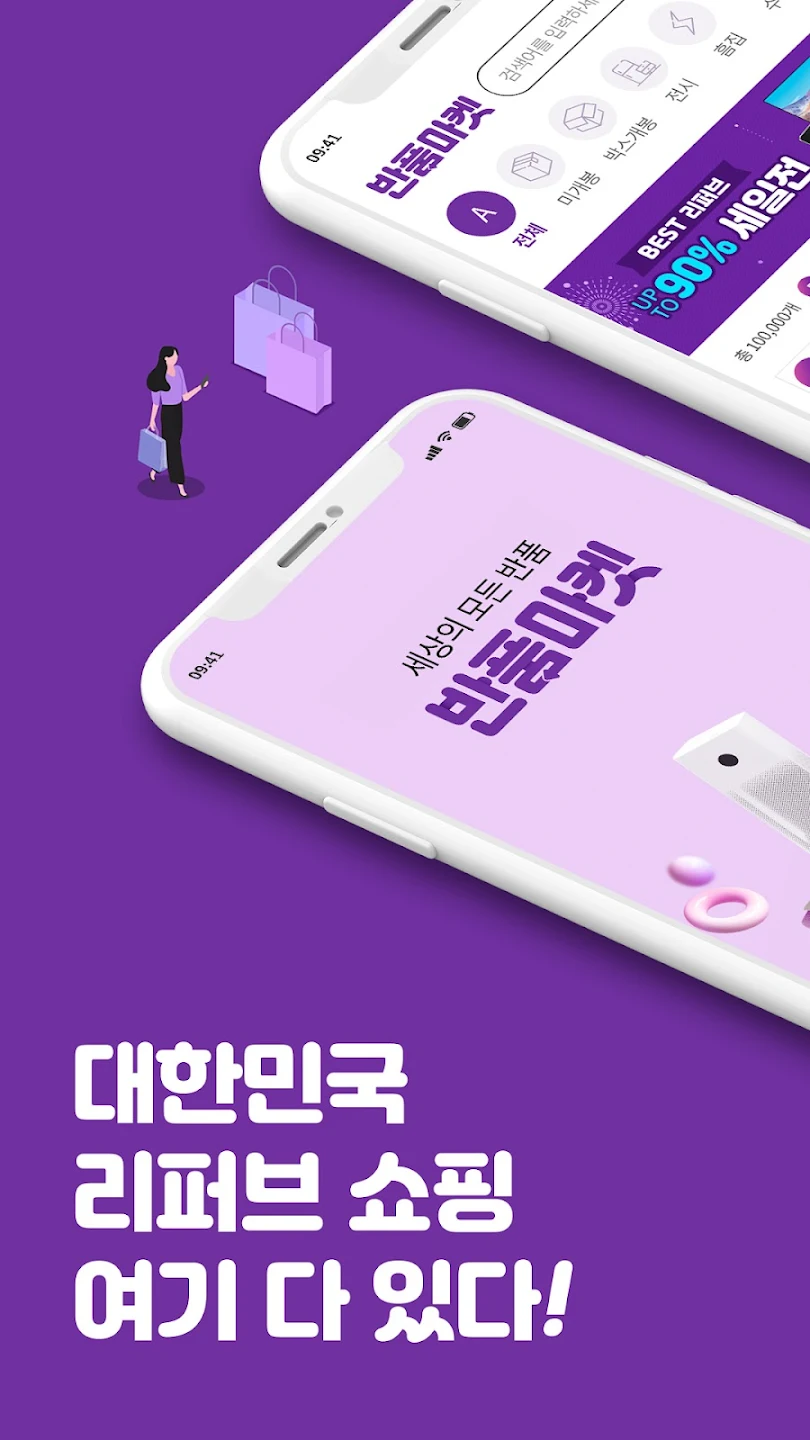 09:41
반품마켓
검색어를 입력하세
A
전체
미개봉
박스개봉
전시
흠집
BEST 리퍼브
UP TO 90% 세일전
총 100,000개
09:41
세상의 모든 반품
반품마켓
대한민국
리퍼브 쇼핑
여기 다 있다!